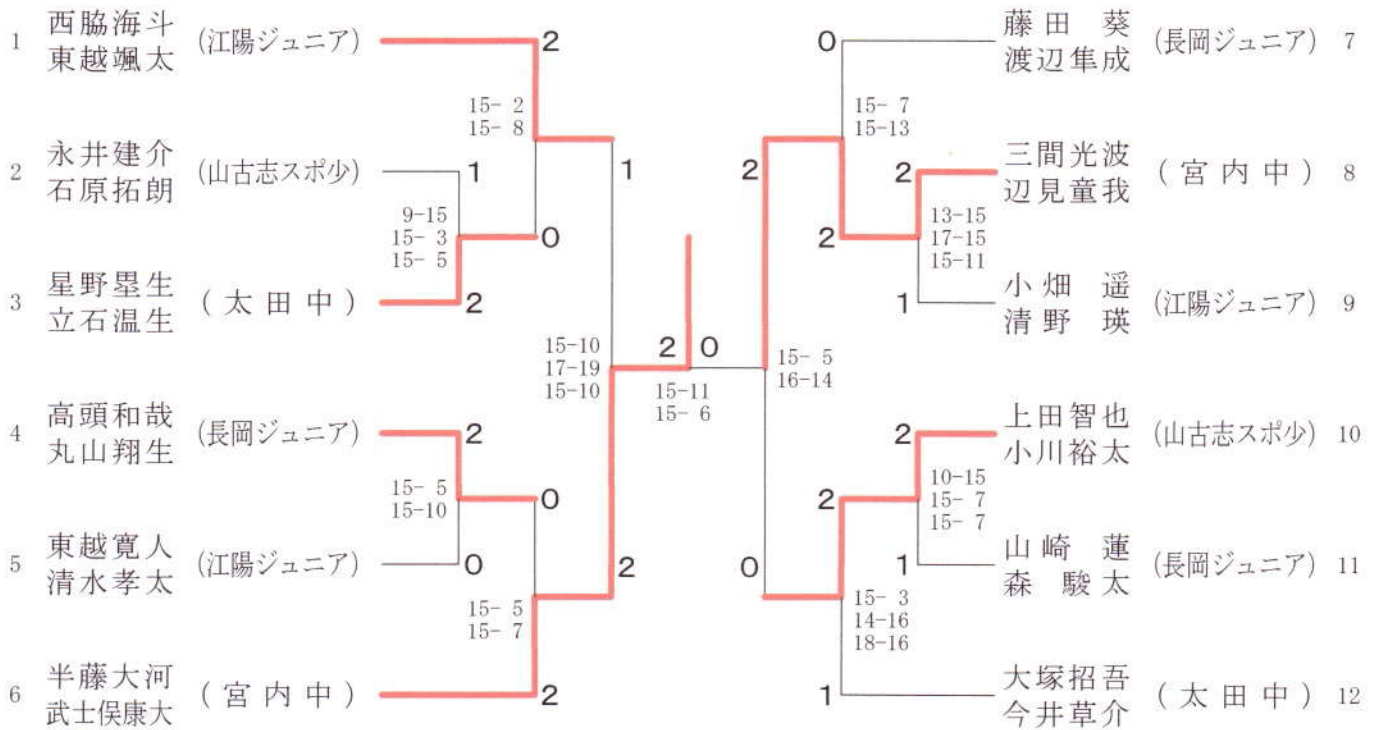 1 西脇海斗 (江陽ジュニア) 2
東越颯太
15- 2
15- 8
2 永井建介 (山古志スポ少) 1
石原拓朗
1
9-15
15- 3
15- 5
0
3 星野塁生 (太田中) 2
立石温生
15-10
17-19
15-10
4 高頭和哉 (長岡ジュニア) 2
丸山翔生
15- 5
15-10
0
5 東越寛人 (江陽ジュニア) 0
清水孝太
2
15- 5
15- 7
6 半藤大河 (宮内中) 2
武士俣康大
2 0
15-11
15- 6
0 藤田葵 (長岡ジュニア) 7
渡辺隼成
15- 7
15-13
2
2 三間光波 (宮内中) 8
辺見童我
2
13-15
17-15
15-11
1 小畑遥 (江陽ジュニア) 9
清野瑛
15- 5
16-14
2 上田智也 (山古志スポ少) 10
小川裕太
2
10-15
15- 7
15- 7
0
1 山崎蓮 (長岡ジュニア) 11
森駿太
15- 3
14-16
18-16
1 大塚招吾 (太田中) 12
今井草介